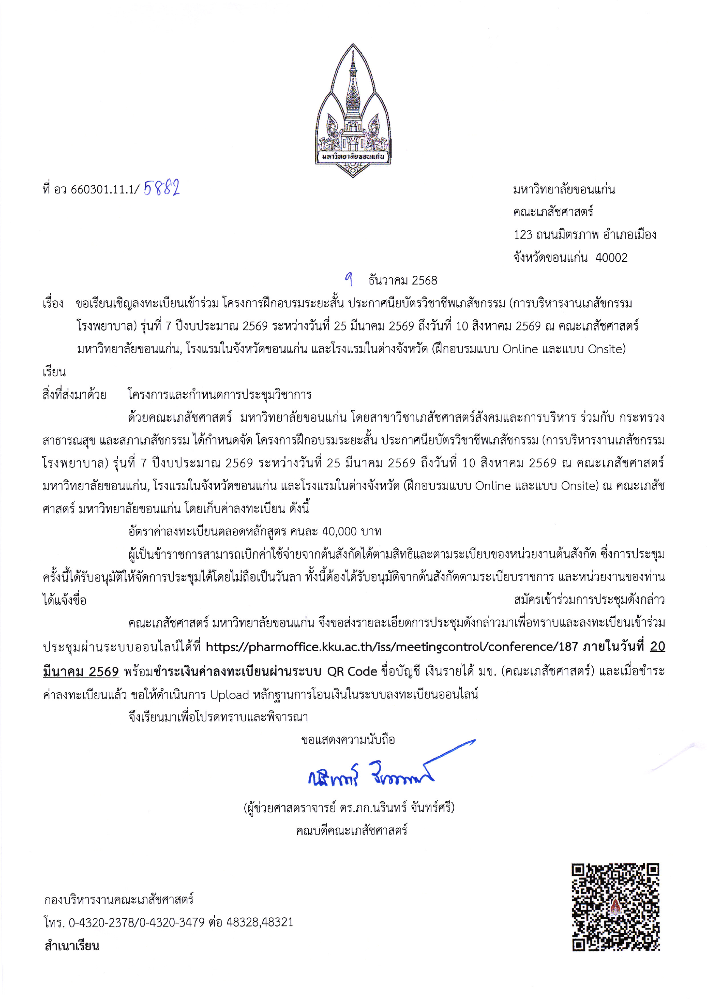 มหาวิทยาลัยขอนแก่น
ที่ อว 660301.11.1/ 5882
มหาวิทยาลัยขอนแก่น
คณะเภสัชศาสตร์
123 ถนนมิตรภาพ อำเภอเมือง
จังหวัดขอนแก่น 40002
9 ธันวาคม 2568
เรื่อง ขอเรียนเชิญลงทะเบียนเข้าร่วม โครงการฝึกอบรมระยะสั้น ประกาศนียบัตรวิชาชีพเภสัชกรรม (การบริหารงานเภสัชกรรม
โรงพยาบาล) รุ่นที่ 7 ปีงบประมาณ 2569 ระหว่างวันที่ 25 มีนาคม 2569 ถึงวันที่ 10 สิงหาคม 2569 ณ คณะเภสัชศาสตร์
มหาวิทยาลัยขอนแก่น, โรงแรมในจังหวัดขอนแก่น และโรงแรมในต่างจังหวัด (ฝึกอบรมแบบ Online และแบบ Onsite)
เรียน
สิ่งที่ส่งมาด้วย โครงการและกำหนดการประชุมวิชาการ
ด้วยคณะเภสัชศาสตร์ มหาวิทยาลัยขอนแก่น โดยสาขาวิชาเภสัชศาสตร์สังคมและการบริหาร ร่วมกับ กระทรวง
สาธารณสุข และสภาเภสัชกรรม ได้กำหนดจัด โครงการฝึกอบรมระยะสั้น ประกาศนียบัตรวิชาชีพเภสัชกรรม (การบริหารงานเภสัชกรรม
โรงพยาบาล) รุ่นที่ 7 ปีงบประมาณ 2569 ระหว่างวันที่ 25 มีนาคม 2569 ถึงวันที่ 10 สิงหาคม 2569 ณ คณะเภสัชศาสตร์
มหาวิทยาลัยขอนแก่น, โรงแรมในจังหวัดขอนแก่น และโรงแรมในต่างจังหวัด (ฝึกอบรมแบบ Online และแบบ Onsite) ณ คณะเภสัช
ศาสตร์ มหาวิทยาลัยขอนแก่น โดยเก็บค่าลงทะเบียน ดังนี้
อัตราค่าลงทะเบียนตลอดหลักสูตร คนละ 40,000 บาท
ผู้เป็นข้าราชการสามารถเบิกค่าใช้จ่ายจากต้นสังกัดได้ตามสิทธิและตามระเบียบของหน่วยงานต้นสังกัด ซึ่งการประชุม
ครั้งนี้ได้รับอนุมัติให้จัดการประชุมได้โดยไม่ถือเป็นวันลา ทั้งนี้ต้องได้รับอนุมัติจากต้นสังกัดตามระเบียบราชการ และหน่วยงานของท่าน
ได้แจ้งชื่อ สมัครเข้าร่วมการประชุมดังกล่าว
คณะเภสัชศาสตร์ มหาวิทยาลัยขอนแก่น จึงขอส่งรายละเอียดการประชุมดังกล่าวมาเพื่อทราบและลงทะเบียนเข้าร่วม
ประชุมผ่านระบบออนไลน์ได้ที่ https://pharmoffice.kku.ac.th/iss/meetingcontrol/conference/187 ภายในวันที่ 20
มีนาคม 2569 พร้อมชำระเงินค่าลงทะเบียนผ่านระบบ QR Code ชื่อบัญชี เงินรายได้ มข. (คณะเภสัชศาสตร์) และเมื่อชำระ
ค่าลงทะเบียนแล้ว ขอให้ดำเนินการ Upload หลักฐานการโอนเงินในระบบลงทะเบียนออนไลน์
จึงเรียนมาเพื่อโปรดทราบและพิจารณา
ขอแสดงความนับถือ
(ผู้ช่วยศาสตราจารย์ ดร.ภก.นรินทร์ จันทร์ศรี)
คณบดีคณะเภสัชศาสตร์
กองบริหารงานคณะเภสัชศาสตร์
โทร. 0-4320-2378/0-4320-3479 ต่อ 48328,48321
สำเนาเรียน